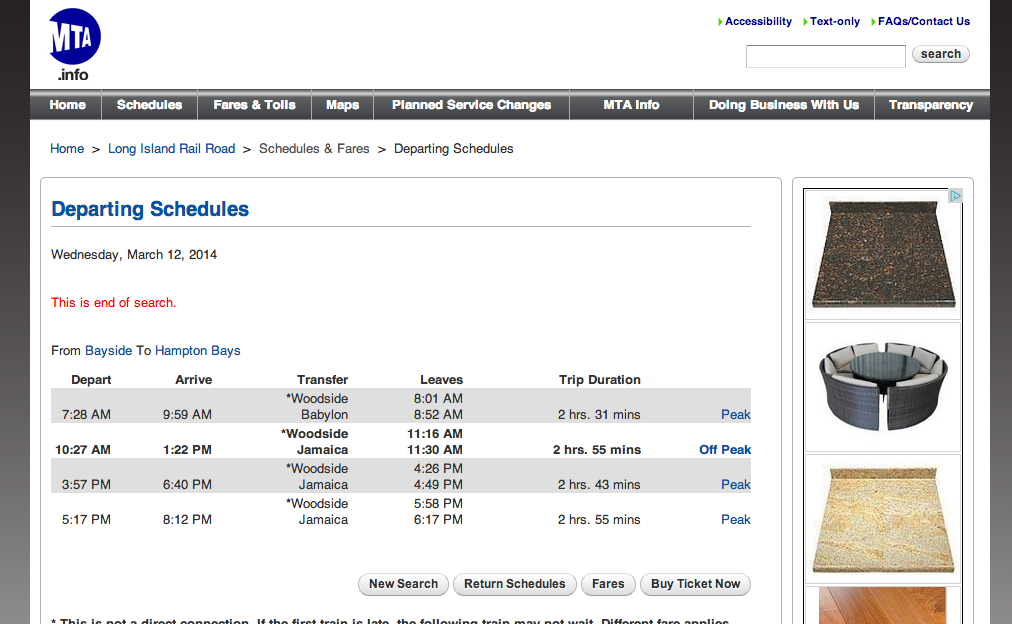 MTA
.info
Accessibility Text-only FAQs/Contact Us
search
Home Schedules Fares & Tolls Maps Planned Service Changes MTA Info Doing Business With Us Transparency
Home > Long Island Rail Road > Schedules & Fares > Departing Schedules
Departing Schedules
Wednesday, March 12, 2014
This is end of search.
From Bayside To Hampton Bays
Depart Arrive Transfer Leaves Trip Duration
*Woodside 8:01 AM
7:28 AM 9:59 AM Babylon 8:52 AM 2 hrs. 31 mins Peak
*Woodside 11:16 AM
10:27 AM 1:22 PM Jamaica 11:30 AM 2 hrs. 55 mins Off Peak
*Woodside 4:26 PM
3:57 PM 6:40 PM Jamaica 4:49 PM 2 hrs. 43 mins Peak
*Woodside 5:58 PM
5:17 PM 8:12 PM Jamaica 6:17 PM 2 hrs. 55 mins Peak
New Search Return Schedules Fares Buy Ticket Now
* This is not a direct connection. If the first train is late, the following train may not wait. Different fare applies